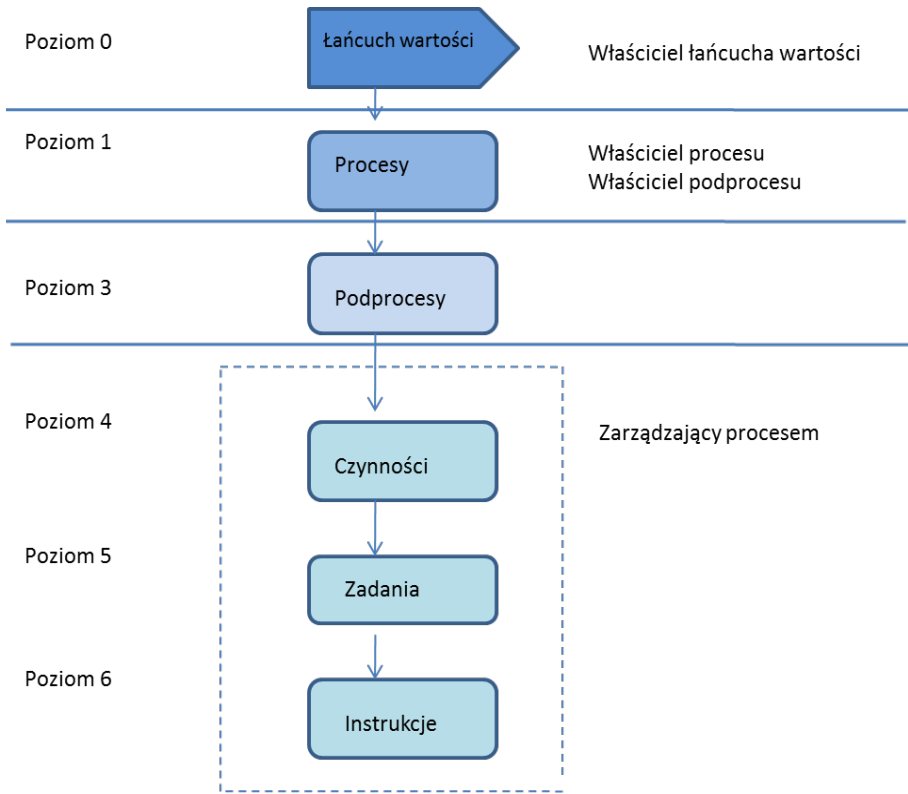 Poziom 0
Łańcuch wartości
Właściciel łańcucha wartości
Poziom 1
Procesy
Właściciel procesu
Właściciel podprocesu
Poziom 3
Podprocesy
Poziom 4
Czynności
Zarządzający procesem
Poziom 5
Zadania
Poziom 6
Instrukcje